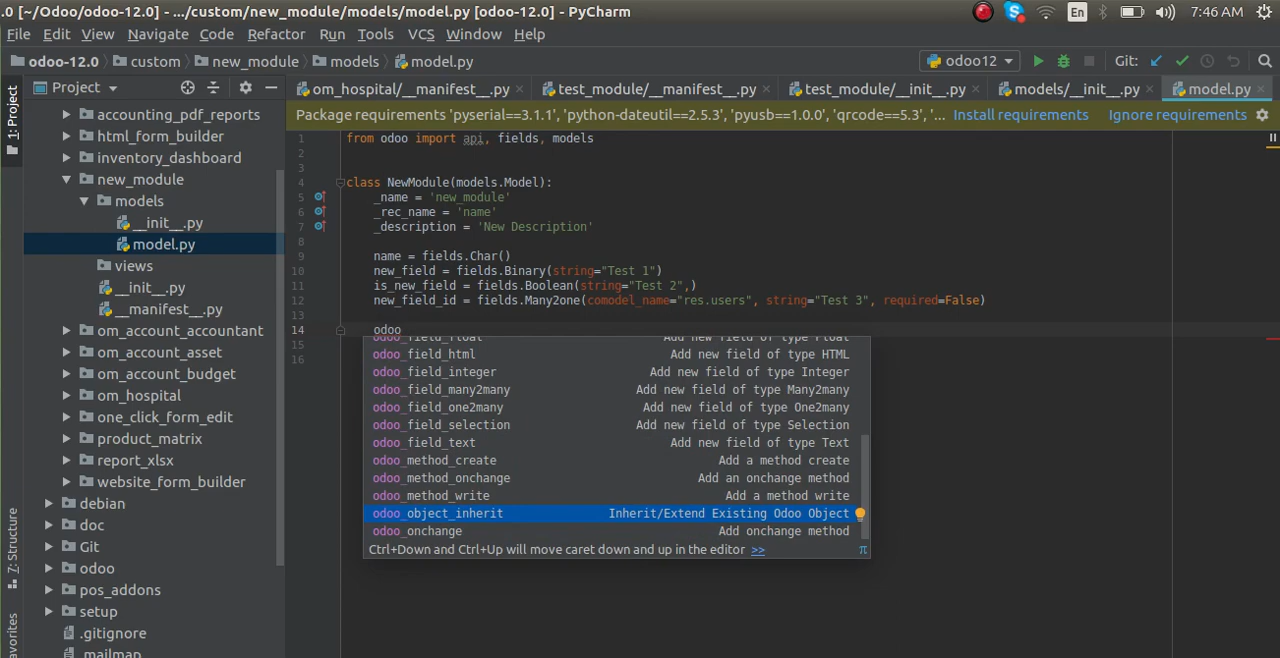 .0 [~/Odoo/odoo-12.0] - .../custom/new_module/models/model.py [odoo-12.0] - PyCharm
En
7:46 AM
File Edit View Navigate Code Refactor Run Tools VCS Window Help
odoo-12.0 custom new_module models model.py
odoo12
Git:
1: Project
7: Structure
avorites
Project
accounting_pdf_reports
html_form_builder
inventory_dashboard
new_module
models
__init__.py
model.py
views
__init__.py
__manifest__.py
om_account_accountant
om_account_asset
om_account_budget
om_hospital
one_click_form_edit
product_matrix
report_xlsx
website_form_builder
debian
doc
Git
odoo
pos_addons
setup
.gitignore
.mailmap
om_hospital/__manifest__.py
test_module/__manifest__.py
test_module/__init__.py
models/__init__.py
model.py
Package requirements 'pyserial==3.1.1', 'python-dateutil==2.5.3', 'pyusb==1.0.0', 'qrcode==5.3', '... Install requirements Ignore requirements
1 from odoo import api, fields, models
2
3
4 class NewModule(models.Model):
5 _name = 'new_module'
6 _rec_name = 'name'
7 _description = 'New Description'
8
9 name = fields.Char()
10 new_field = fields.Binary(string="Test 1")
11 is_new_field = fields.Boolean(string="Test 2",)
12 new_field_id = fields.Many2one(comodel_name="res.users", string="Test 3", required=False)
13
14 odoo
15
16
odoo_field_float Add new field of type Float
odoo_field_html Add new field of type HTML
odoo_field_integer Add new field of type Integer
odoo_field_many2many Add new field of type Many2many
odoo_field_one2many Add new field of type One2many
odoo_field_selection Add new field of type Selection
odoo_field_text Add new field of type Text
odoo_method_create Add a method create
odoo_method_onchange Add an onchange method
odoo_method_write Add a method write
odoo_object_inherit Inherit/Extend Existing Odoo Object
odoo_onchange Add onchange method
Ctrl+Down and Ctrl+Up will move caret down and up in the editor >> π